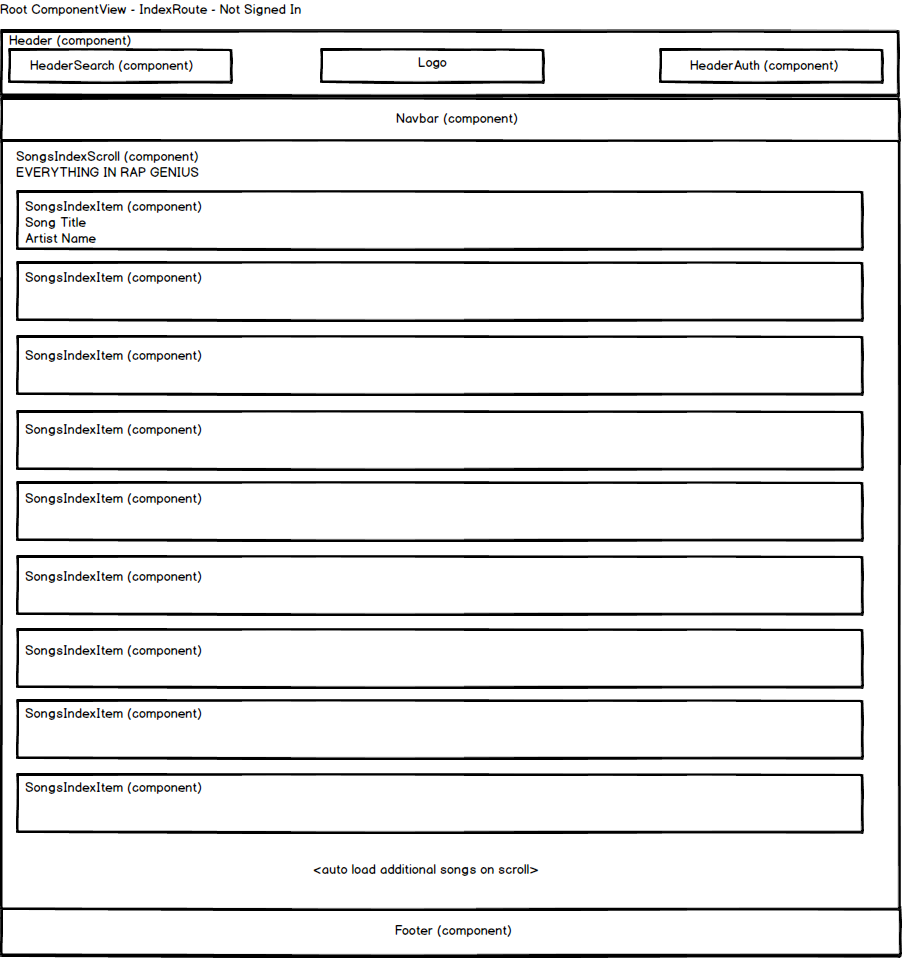 Root ComponentView - IndexRoute - Not Signed In
Header (component)
HeaderSearch (component)
Logo
HeaderAuth (component)
Navbar (component)
SongsIndexScroll (component)
EVERYTHING IN RAP GENIUS
SongsIndexItem (component)
Song Title
Artist Name
SongsIndexItem (component)
SongsIndexItem (component)
SongsIndexItem (component)
SongsIndexItem (component)
SongsIndexItem (component)
SongsIndexItem (component)
SongsIndexItem (component)
SongsIndexItem (component)
<auto load additional songs on scroll>
Footer (component)